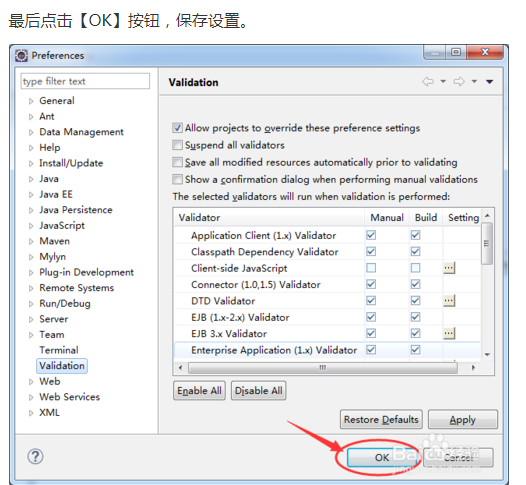 最后点击【OK】按钮，保存设置。
Preferences
type filter text
Validation
General
Ant
Data Management
Help
Install/Update
Java
Java EE
Java Persistence
JavaScript
Maven
Mylyn
Plug-in Development
Remote Systems
Run/Debug
Server
Team
Terminal
Validation
Web
Web Services
XML
Allow projects to override these preference settings
Suspend all validators
Save all modified resources automatically prior to validating
Show a confirmation dialog when performing manual validations
The selected validators will run when validation is performed:
Validator Manual Build Setting
Application Client (1.x) Validator
Classpath Dependency Validator
Client-side JavaScript
Connector (1.0,1.5) Validator
DTD Validator
EJB (1.x-2.x) Validator
EJB 3.x Validator
Enterprise Application (1.x) Validator
Enable All Disable All
Restore Defaults Apply
OK Cancel
Baidu